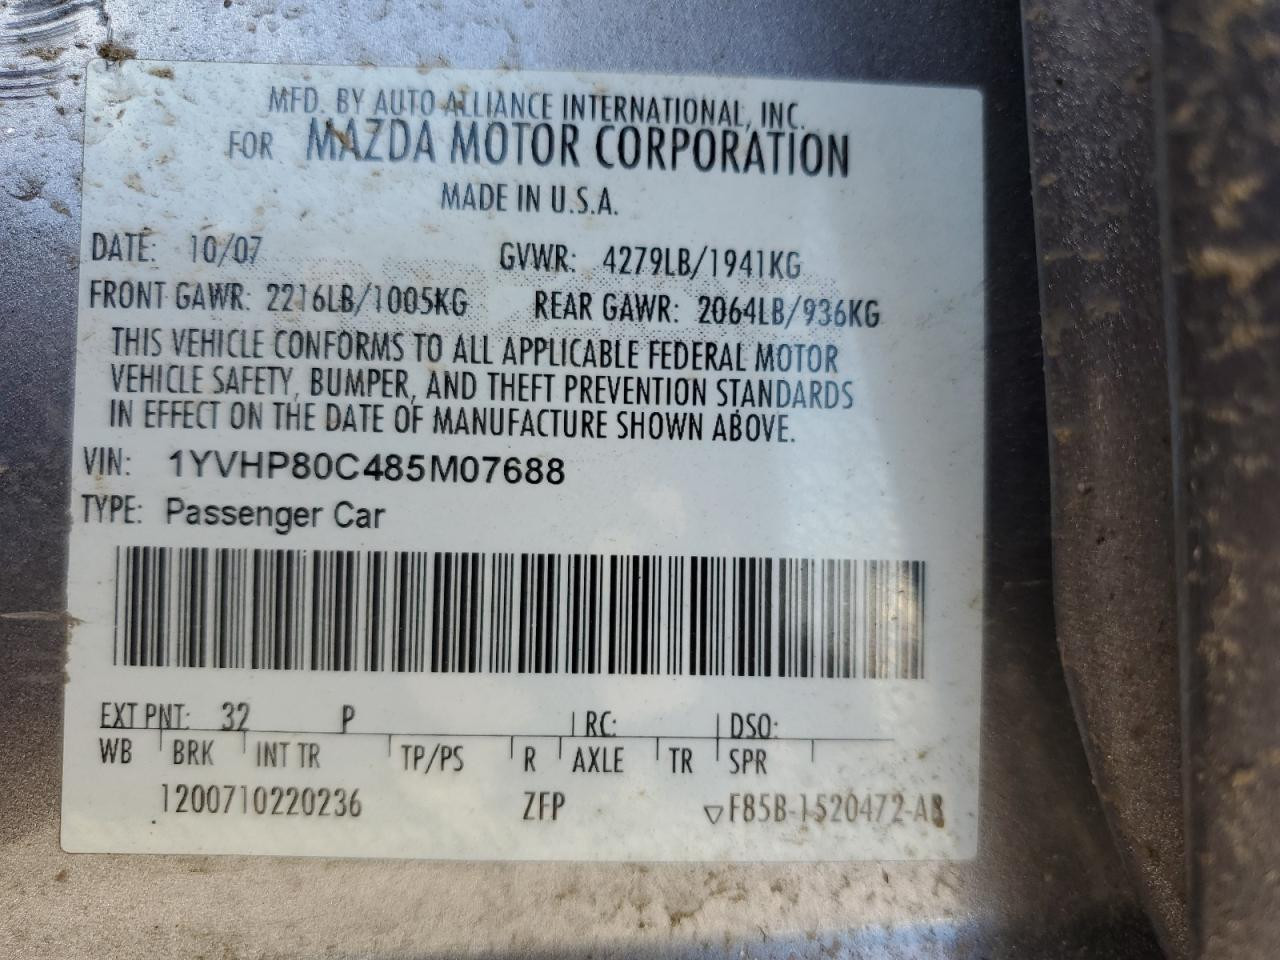 MFD. BY AUTO ALLIANCE INTERNATIONAL, INC.
FOR MAZDA MOTOR CORPORATION
MADE IN U.S.A.
DATE: 10/07 GVWR: 4279LB/1941KG
FRONT GAWR: 2216LB/1005KG REAR GAWR: 2064LB/936KG
THIS VEHICLE CONFORMS TO ALL APPLICABLE FEDERAL MOTOR
VEHICLE SAFETY, BUMPER, AND THEFT PREVENTION STANDARDS
IN EFFECT ON THE DATE OF MANUFACTURE SHOWN ABOVE.
VIN: 1YVHP80C485M07688
TYPE: Passenger Car
EXT PNT: 32 P RC: DSO:
WB BRK INT TR TP/PS R AXLE TR SPR
1200710220236 ZFP ▽F85B-1520472-AB